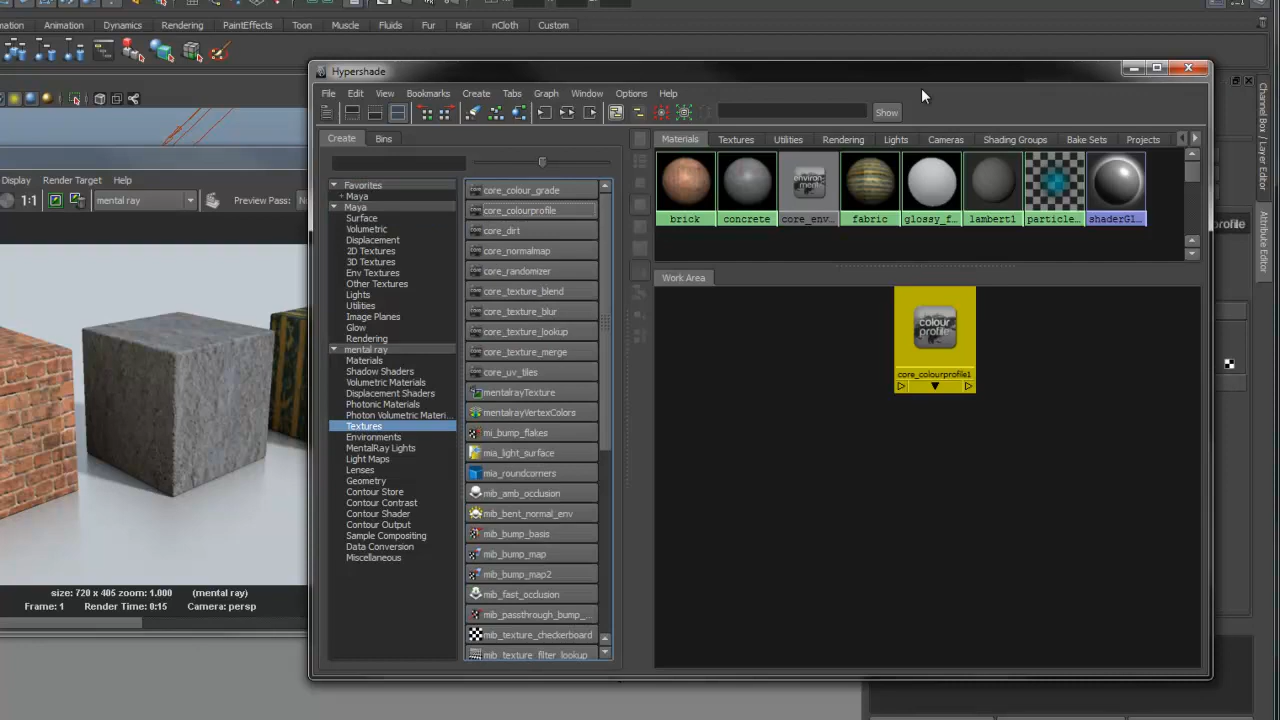 Animation Dynamics Rendering PaintEffects Toon Muscle Fluids Fur Hair nCloth Custom
Hypershade
File Edit View Bookmarks Create Tabs Graph Window Options Help
Show
Create Bins
Materials Textures Utilities Rendering Lights Cameras Shading Groups Bake Sets Projects
Favorites
Maya
Maya
Surface
Volumetric
Displacement
2D Textures
3D Textures
Env Textures
Other Textures
Lights
Utilities
Image Planes
Glow
Rendering
mental ray
Materials
Shadow Shaders
Volumetric Materials
Displacement Shaders
Photonic Materials
Photon Volumetric Materi...
Textures
Environments
MentalRay Lights
Light Maps
Lenses
Geometry
Contour Store
Contour Contrast
Contour Shader
Contour Output
Sample Compositing
Data Conversion
Miscellaneous
core_colour_grade
core_colourprofile
core_dirt
core_normalmap
core_randomizer
core_texture_blend
core_texture_blur
core_texture_lookup
core_texture_merge
core_uv_tiles
mentalrayTexture
mentalrayVertexColors
mi_bump_flakes
mia_light_surface
mia_roundcorners
mib_amb_occlusion
mib_bent_normal_env
mib_bump_basis
mib_bump_map
mib_bump_map2
mib_fast_occlusion
mib_passthrough_bump_...
mib_texture_checkerboard
mib_texture_filter_lookup
environ-
ment
brick concrete core_env... fabric glossy_f... lambert1 particle... shaderGl...
Work Area
colour
profile
core_colourprofile1
Display Render Target Help
1:1 mental ray Preview Pass:
size: 720 x 405 zoom: 1.000 (mental ray)
Frame: 1 Render Time: 0:15 Camera: persp
Channel Box / Layer Editor
Attribute Editor